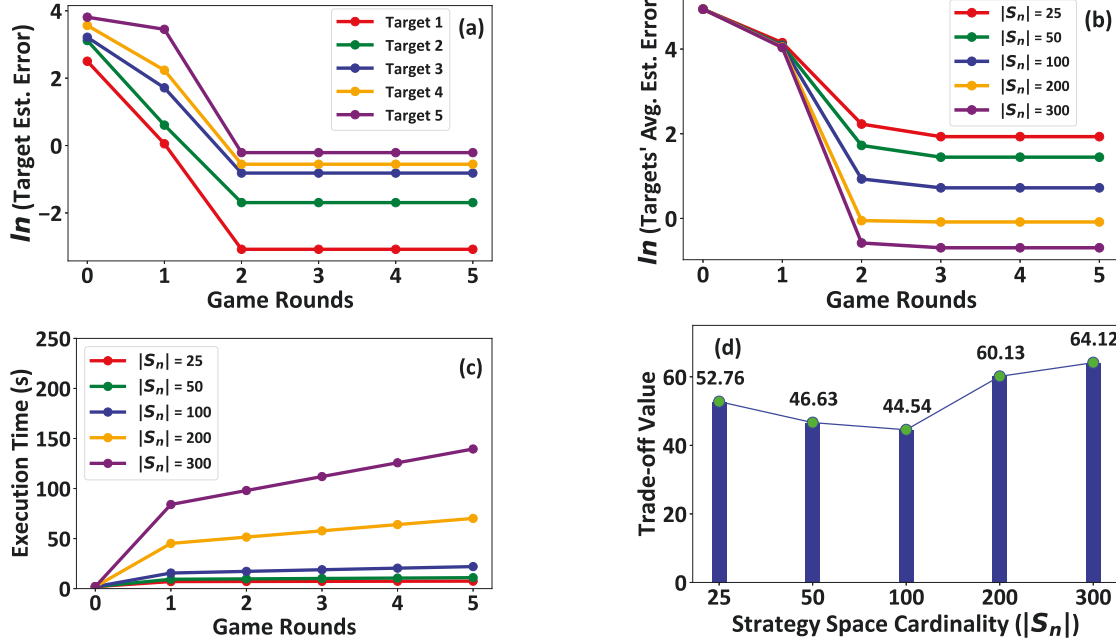 (a)
ln (Target Est. Error)
4
2
0
−2
Target 1
Target 2
Target 3
Target 4
Target 5
0 1 2 3 4 5
Game Rounds
(b)
ln (Targets' Avg. Est. Error)
4
2
0
|Sn| = 25
|Sn| = 50
|Sn| = 100
|Sn| = 200
|Sn| = 300
0 1 2 3 4 5
Game Rounds
(c)
Execution Time (s)
250
200
150
100
50
0
|Sn| = 25
|Sn| = 50
|Sn| = 100
|Sn| = 200
|Sn| = 300
0 1 2 3 4 5
Game Rounds
(d)
Trade-off Value
60
40
20
0
52.76
46.63
44.54
60.13
64.12
25 50 100 200 300
Strategy Space Cardinality (|Sn|)